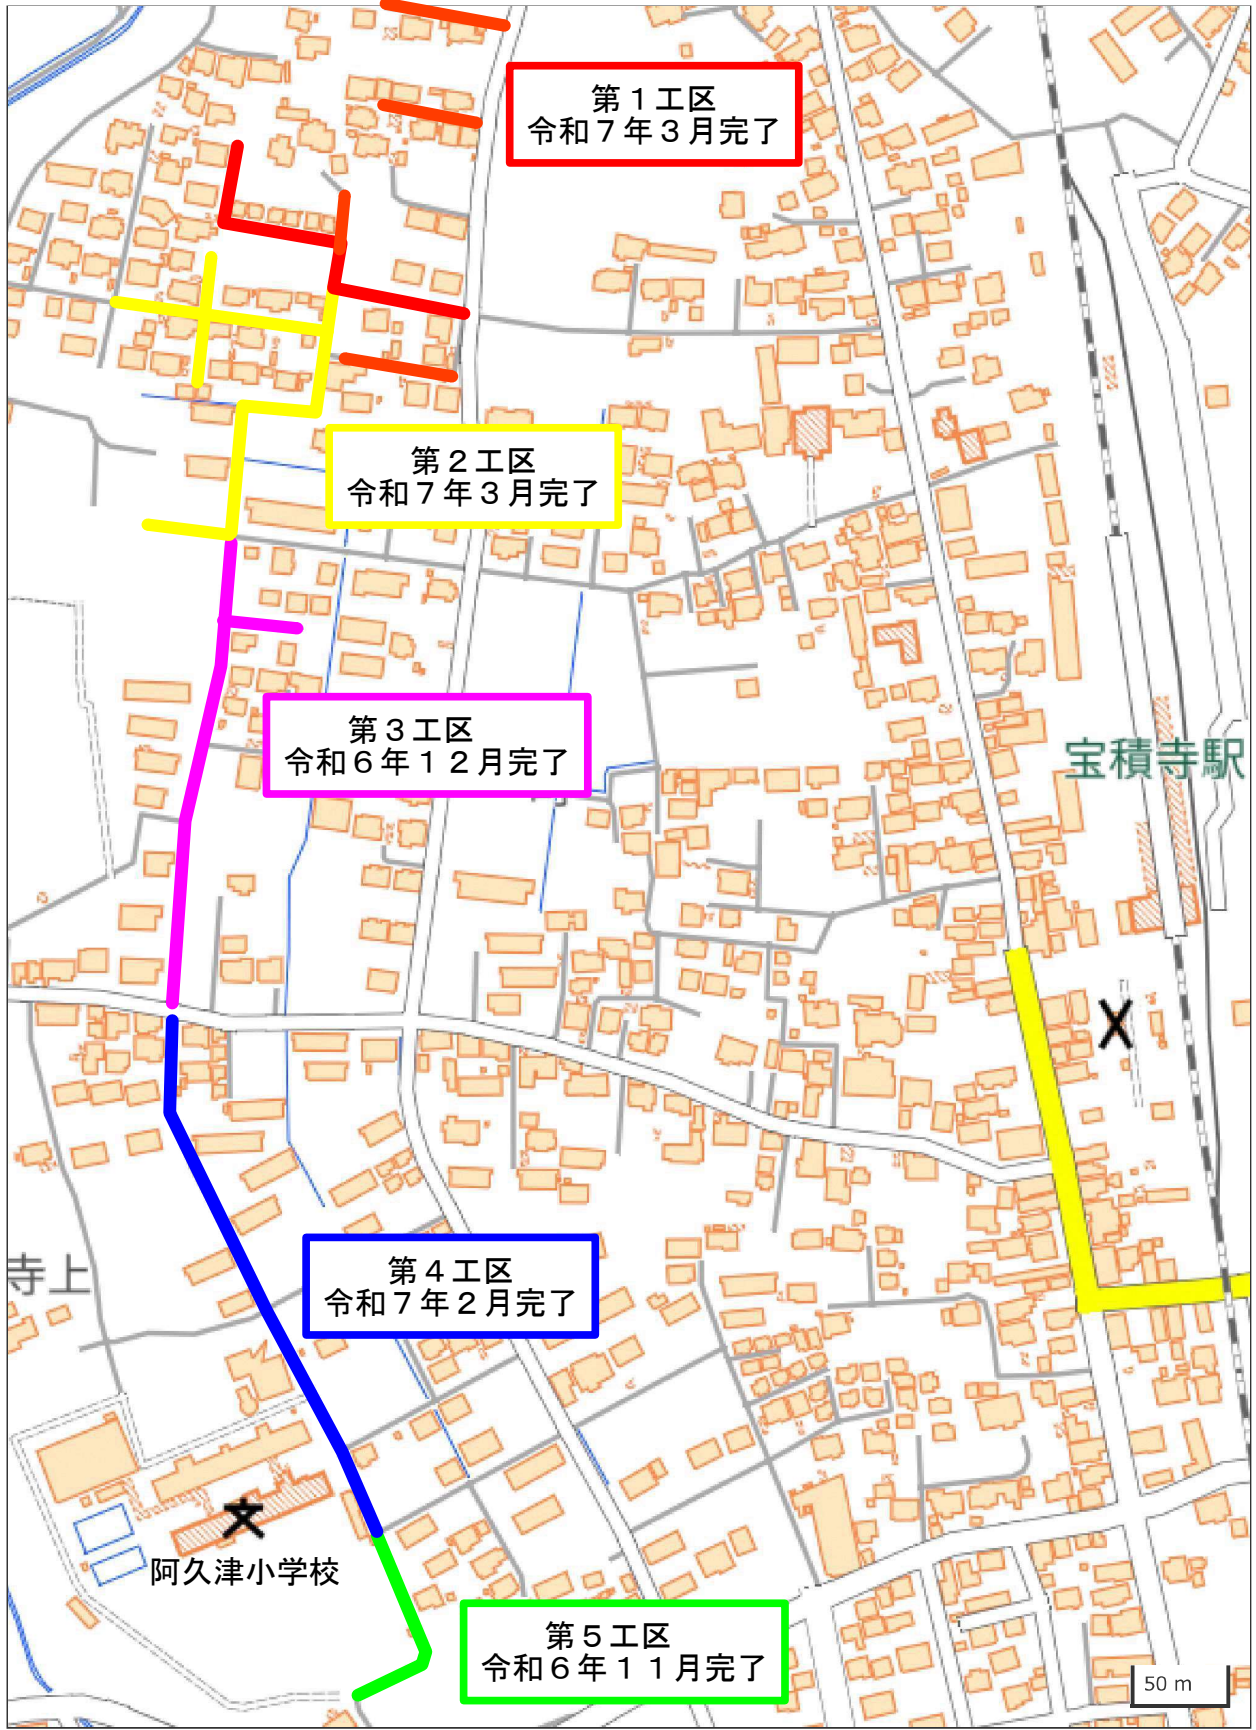 第１工区
令和７年３月完了
第２工区
令和７年３月完了
第３工区
令和６年１２月完了
宝積寺駅
第４工区
令和７年２月完了
寺上
阿久津小学校
第５工区
令和６年１１月完了
50 m